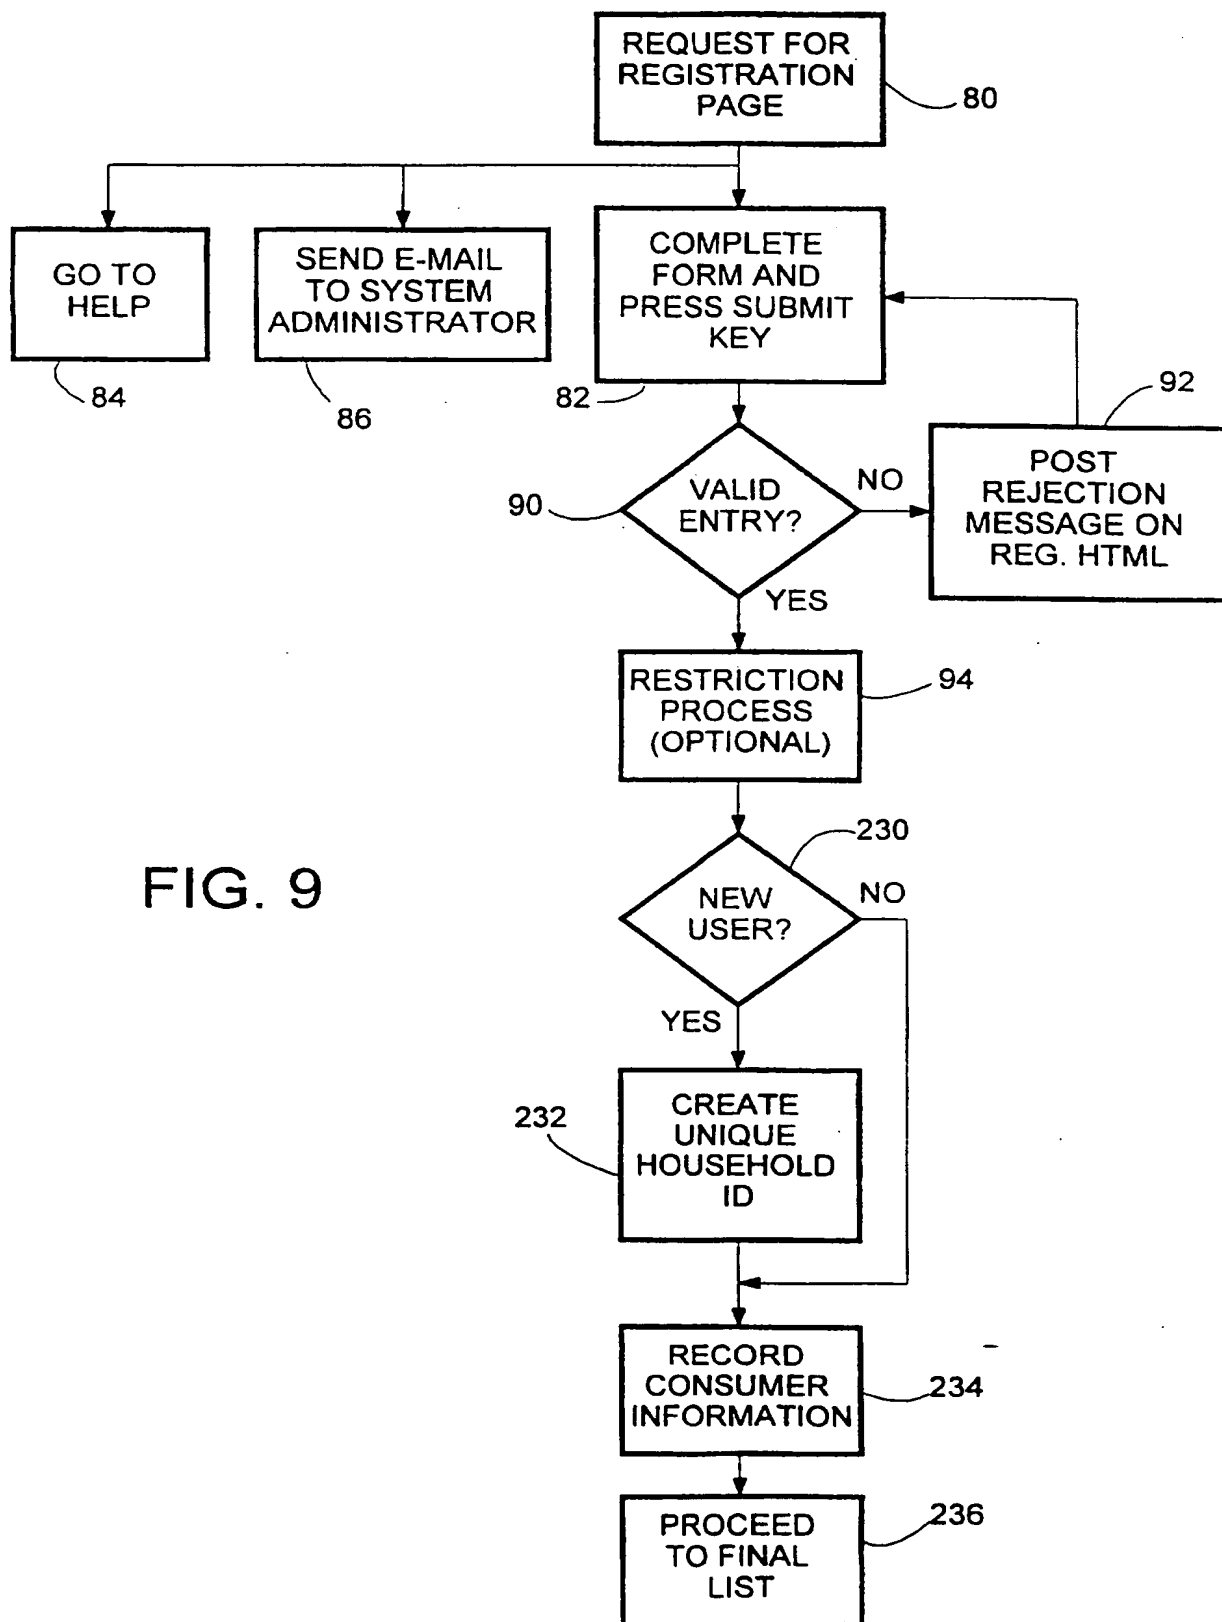 REQUEST FOR
REGISTRATION
PAGE
80
GO TO
HELP
84
SEND E-MAIL
TO SYSTEM
ADMINISTRATOR
86
COMPLETE
FORM AND
PRESS SUBMIT
KEY
82
92
POST
REJECTION
MESSAGE ON
REG. HTML
NO
VALID
ENTRY?
90
YES
RESTRICTION
PROCESS
(OPTIONAL)
94
230
FIG. 9
NEW
USER?
NO
YES
232
CREATE
UNIQUE
HOUSEHOLD
ID
RECORD
CONSUMER
INFORMATION
234
PROCEED
TO FINAL
LIST
236